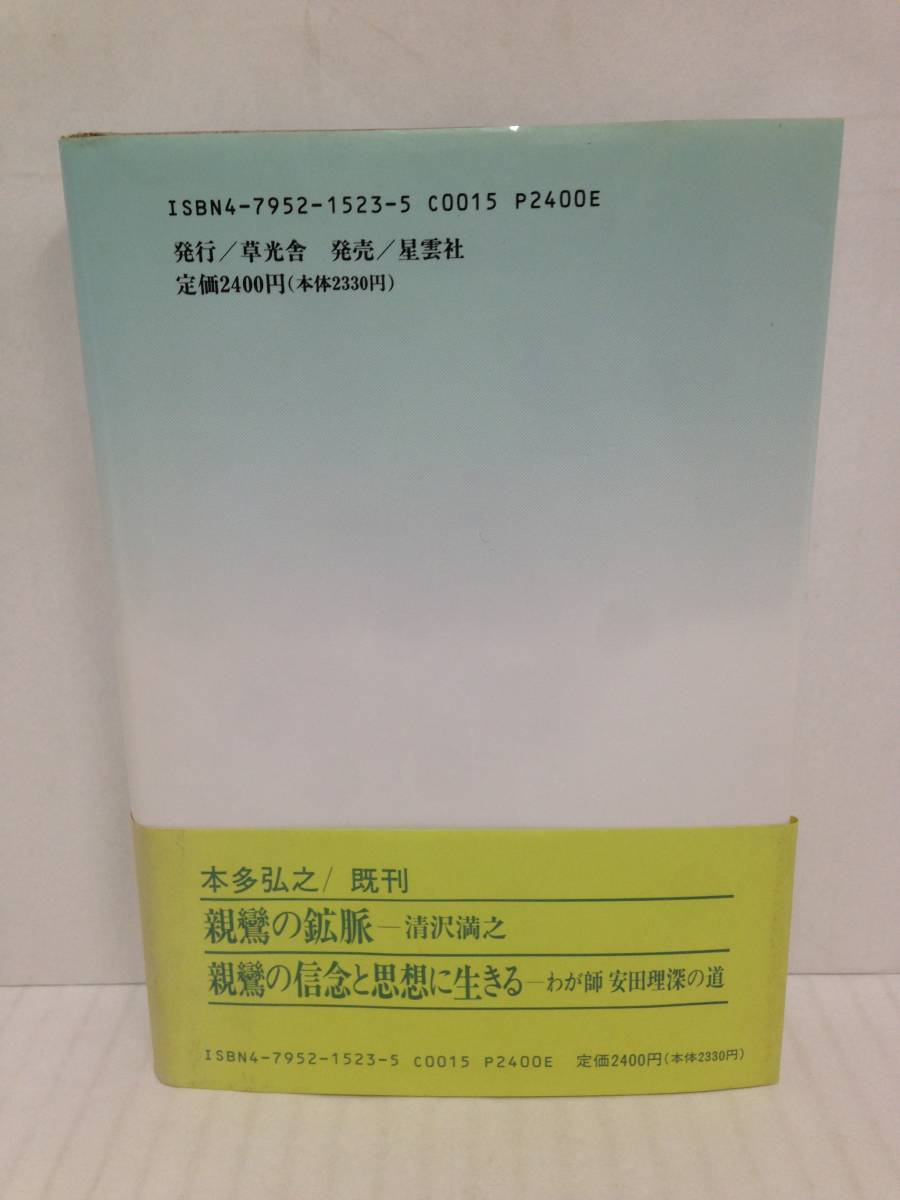 ISBN4-7952-1523-5 C0015 P2400E
発行/草光舎 発売/星雲社
定価2400円(本体2330円)
本多弘之/既刊
親鸞の鉱脈―清沢満之
親鸞の信念と思想に生きる―わが師 安田理深の道
ISBN4-7952-1523-5 C0015 P2400E 定価2400円(本体2330円)